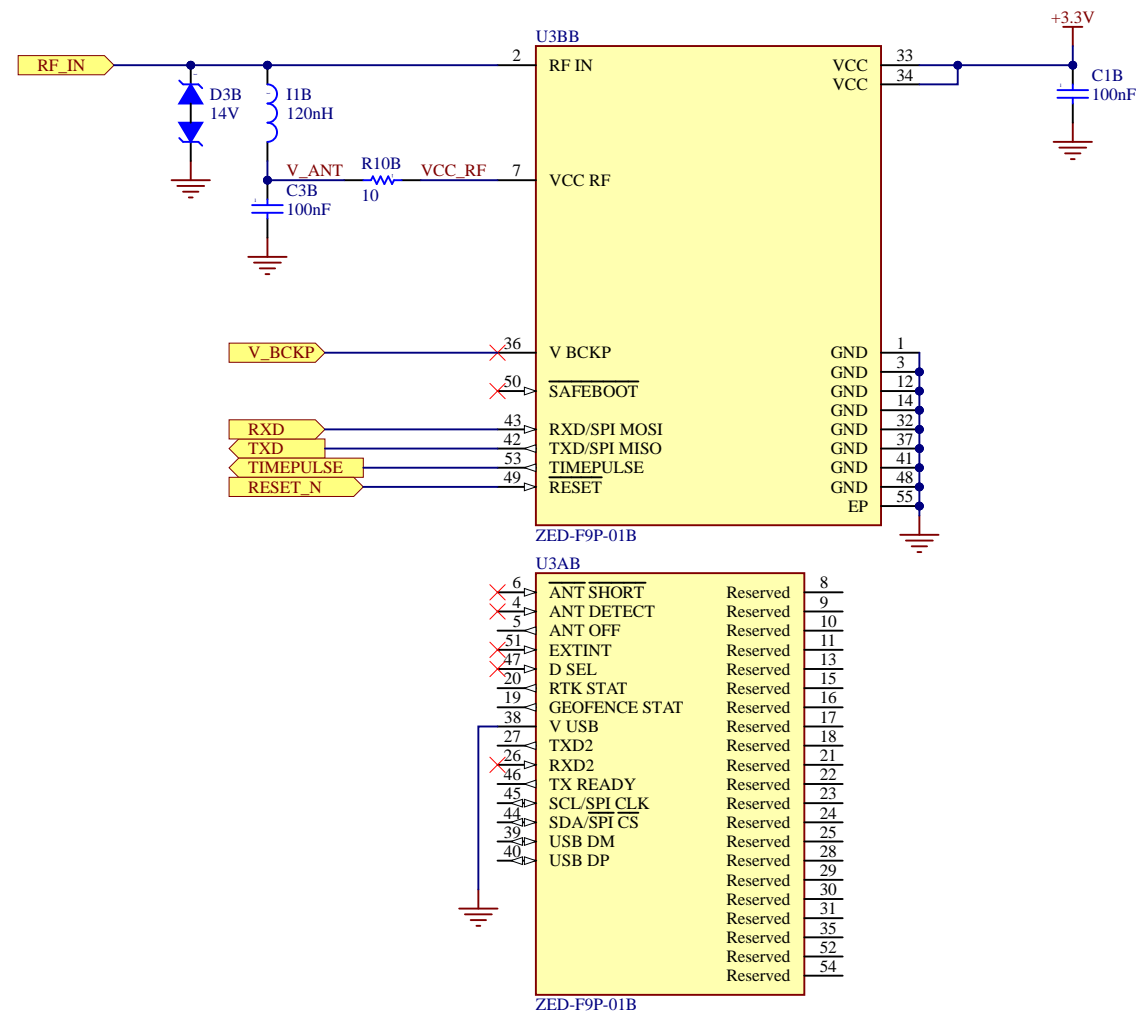 +3.3V
U3BB
RF_IN
2
RF IN
VCC
33
VCC
34
C1B
100nF
D3B
14V
I1B
120nH
V_ANT
R10B
10
VCC_RF
7
VCC RF
C3B
100nF
V_BCKP
36
V BCKP
GND
1
GND
3
50
SAFEBOOT
GND
12
GND
14
RXD
43
RXD/SPI MOSI
GND
32
TXD
42
TXD/SPI MISO
GND
37
TIMEPULSE
53
TIMEPULSE
GND
41
RESET_N
49
RESET
GND
48
EP
55
ZED-F9P-01B
U3AB
6
ANT SHORT
Reserved
8
4
ANT DETECT
Reserved
9
5
ANT OFF
Reserved
10
51
EXTINT
Reserved
11
47
D SEL
Reserved
13
20
RTK STAT
Reserved
15
19
GEOFENCE STAT
Reserved
16
38
V USB
Reserved
17
27
TXD2
Reserved
18
26
RXD2
Reserved
21
46
TX READY
Reserved
22
45
SCL/SPI CLK
Reserved
23
44
SDA/SPI CS
Reserved
24
39
USB DM
Reserved
25
40
USB DP
Reserved
28
Reserved
29
Reserved
30
Reserved
31
Reserved
35
Reserved
52
Reserved
54
ZED-F9P-01B